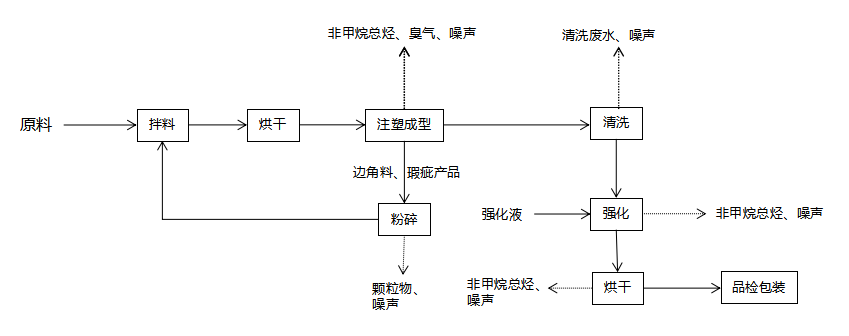 非甲烷总烃、臭气、噪声
清洗废水、噪声
原料
拌料
烘干
注塑成型
清洗
边角料、瑕疵产品
粉碎
强化液
强化
非甲烷总烃、噪声
颗粒物、
噪声
非甲烷总烃、
噪声
烘干
品检包装